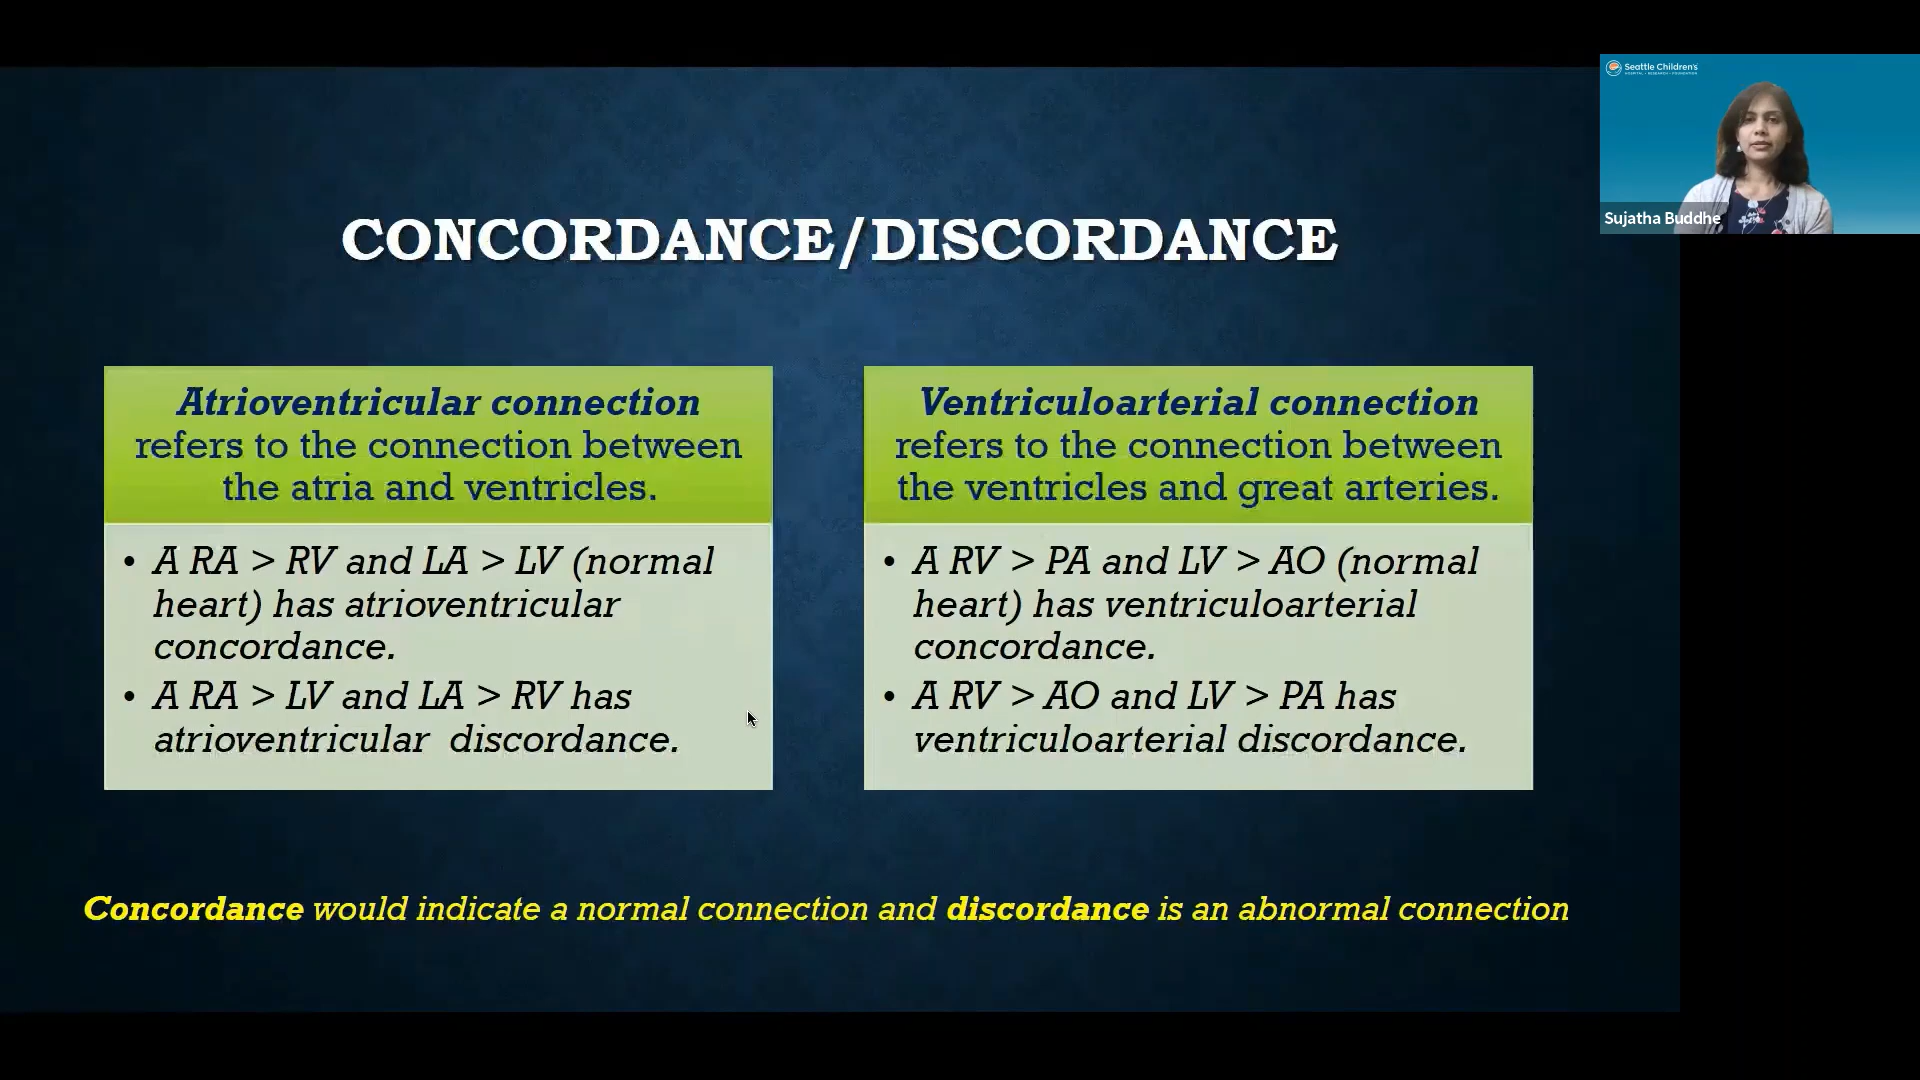 Seattle Children's
HOSPITAL • RESEARCH • FOUNDATION
Sujatha Buddhe
CONCORDANCE/DISCORDANCE
Atrioventricular connection
refers to the connection between
the atria and ventricles.
• A RA > RV and LA > LV (normal
heart) has atrioventricular
concordance.
• A RA > LV and LA > RV has
atrioventricular discordance.
Ventriculoarterial connection
refers to the connection between
the ventricles and great arteries.
• A RV > PA and LV > AO (normal
heart) has ventriculoarterial
concordance.
• A RV > AO and LV > PA has
ventriculoarterial discordance.
Concordance would indicate a normal connection and discordance is an abnormal connection